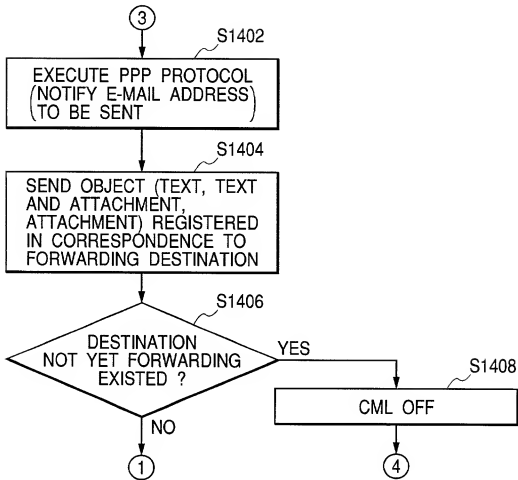 3
S1402
EXECUTE PPP PROTOCOL
(NOTIFY E-MAIL ADDRESS)
TO BE SENT
S1404
SEND OBJECT (TEXT, TEXT
AND ATTACHMENT,
ATTACHMENT) REGISTERED
IN CORRESPONDENCE TO
FORWARDING DESTINATION
S1406
DESTINATION
NOT YET FORWARDING
EXISTED ?
YES
S1408
CML OFF
NO
1
4